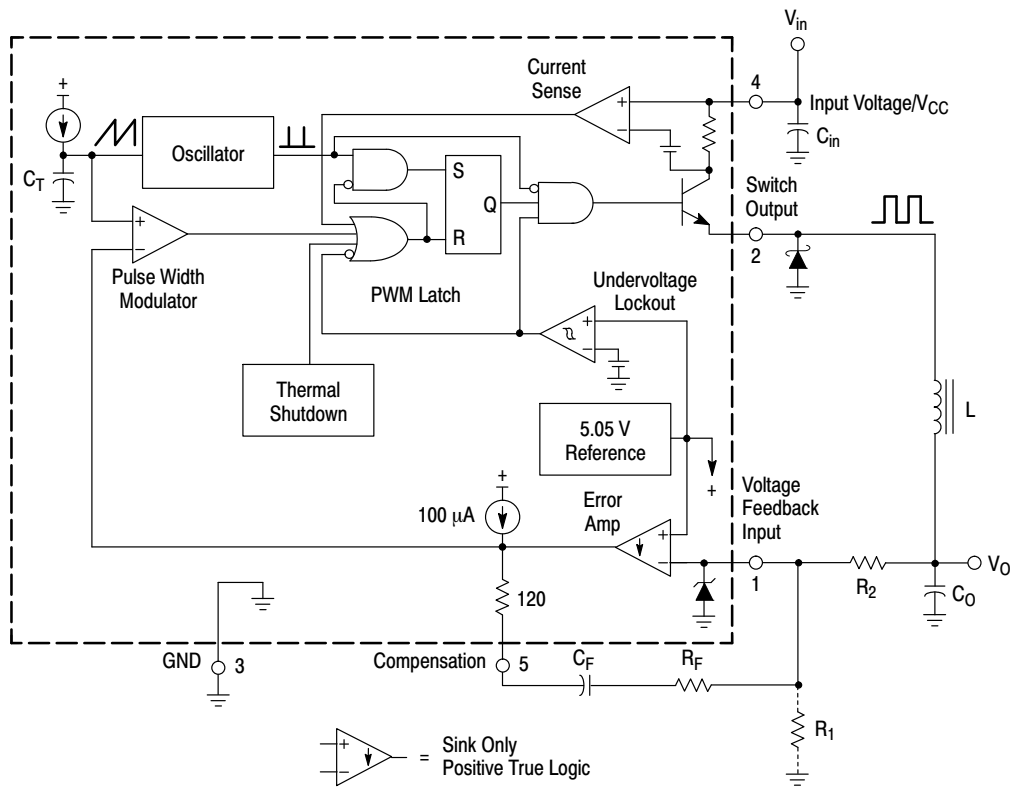 V_in
4
Input Voltage/V_CC
C_in
Current
Sense
+
−
+
C_T
Oscillator
S
Q
R
Switch
Output
2
+
−
Pulse Width
Modulator
PWM Latch
Undervoltage
Lockout
+
−
Thermal
Shutdown
L
5.05 V
Reference
+
Voltage
Feedback
Input
1
+
100 µA
Error
Amp
+
−
120
R_2
V_O
C_O
GND
3
Compensation
5
C_F
R_F
R_1
+
−
=
Sink Only
Positive True Logic